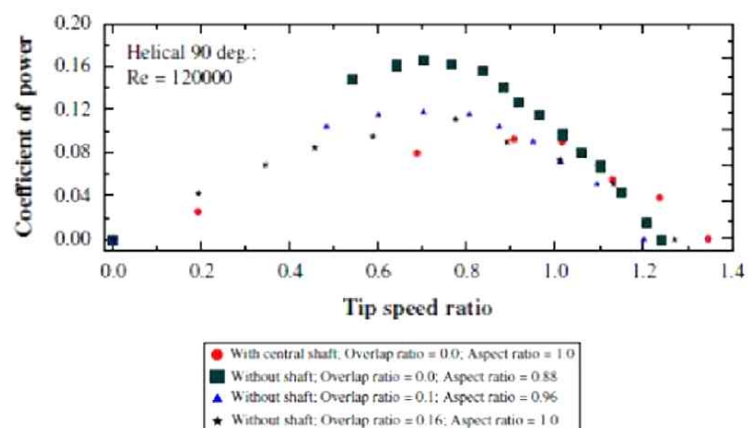 0.20
Helical 90 deg.;
0.16
Re = 120000
0.12
0.08
0.04
0.00
Coefficient of power
0.0 0.2 0.4 0.6 0.8 1.0 1.2 1.4
Tip speed ratio
With central shaft; Overlap ratio = 0.0; Aspect ratio = 1.0
Without shaft; Overlap ratio = 0.0; Aspect ratio = 0.88
Without shaft; Overlap ratio = 0.1; Aspect ratio = 0.96
Without shaft; Overlap ratio = 0.16; Aspect ratio = 1.0